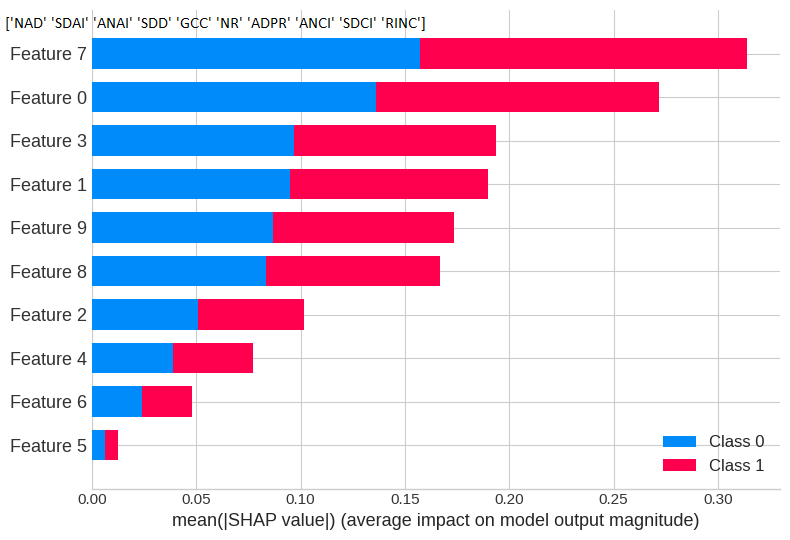 ['NAD' 'SDAI' 'ANAI' 'SDD' 'GCC' 'NR' 'ADPR' 'ANCI' 'SDCI' 'RINC']
Feature 7
Feature 0
Feature 3
Feature 1
Feature 9
Feature 8
Feature 2
Feature 4
Feature 6
Feature 5
Class 0
Class 1
0.00 0.05 0.10 0.15 0.20 0.25 0.30
mean(|SHAP value|) (average impact on model output magnitude)